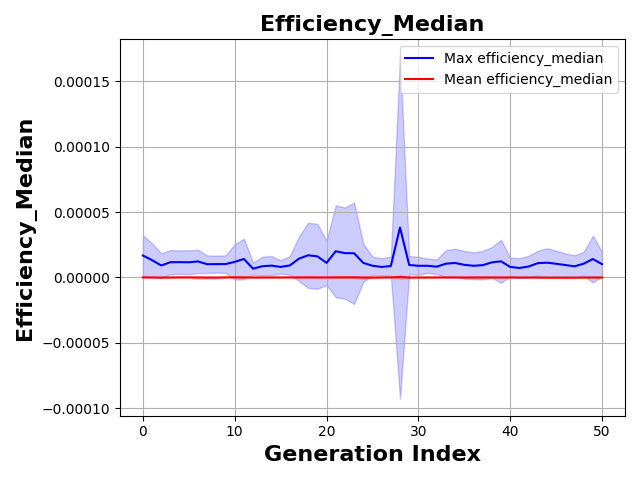 Efficiency_Median
Max efficiency_median
Mean efficiency_median
0.00015
0.00010
0.00005
0.00000
−0.00005
−0.00010
Efficiency_Median
0 10 20 30 40 50
Generation Index